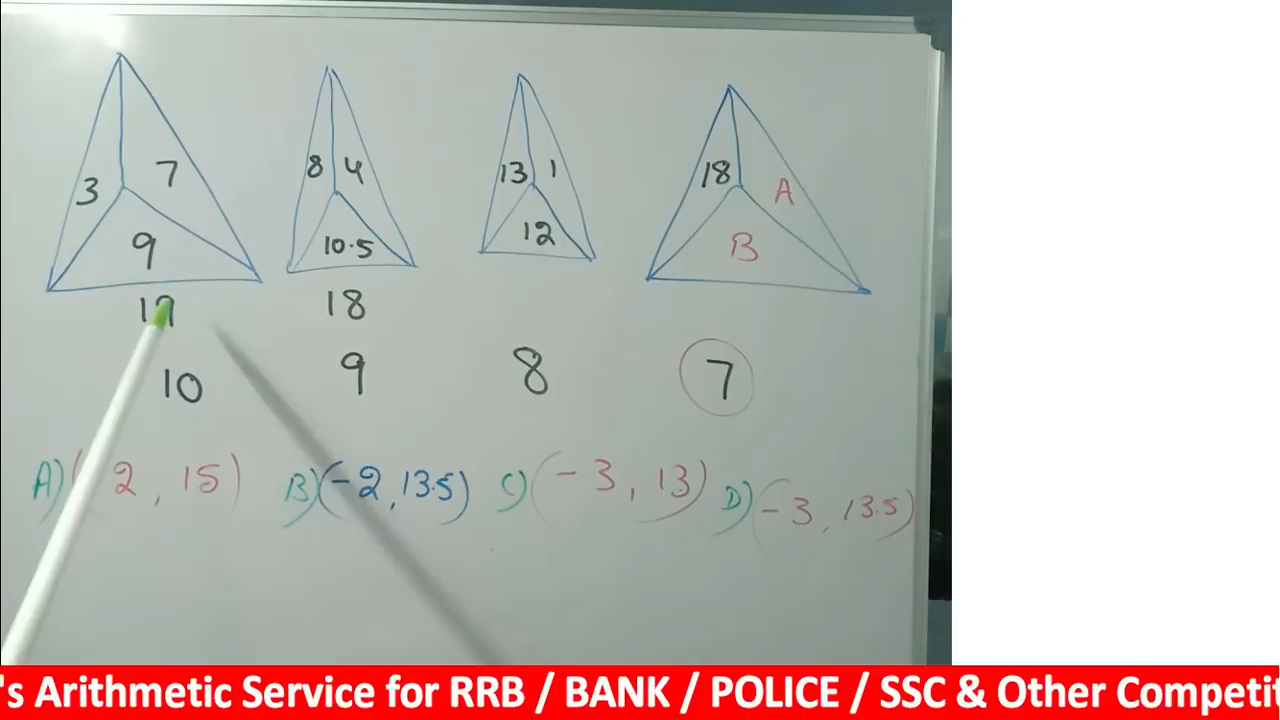 3 7 8 4 13 1 18 A
9 10.5 12 B
18
10 9 8 7
A) 2, 15) B) (-2, 13.5) C) (-3, 13) D) (-3, 13.5)
's Arithmetic Service for RRB / BANK / POLICE / SSC & Other Competit